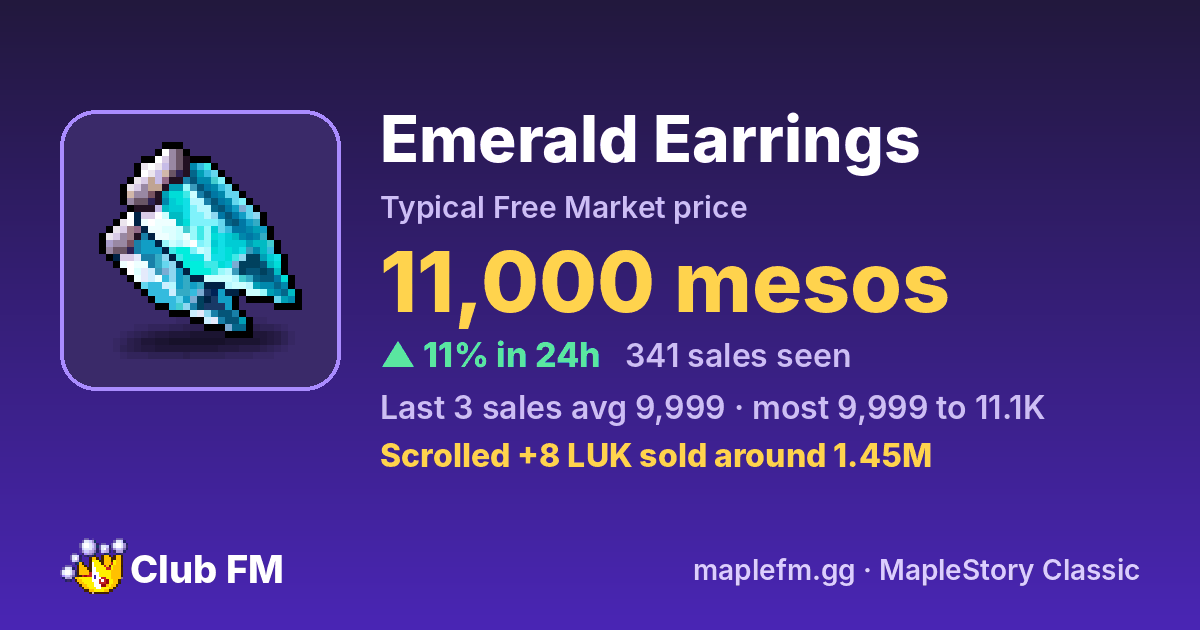 Emerald Earrings
Typical Free Market price
11,000 mesos
▲ 11% in 24h 341 sales seen
Last 3 sales avg 9,999 · most 9,999 to 11.1K
Scrolled +8 LUK sold around 1.45M
Club FM
maplefm.gg · MapleStory Classic